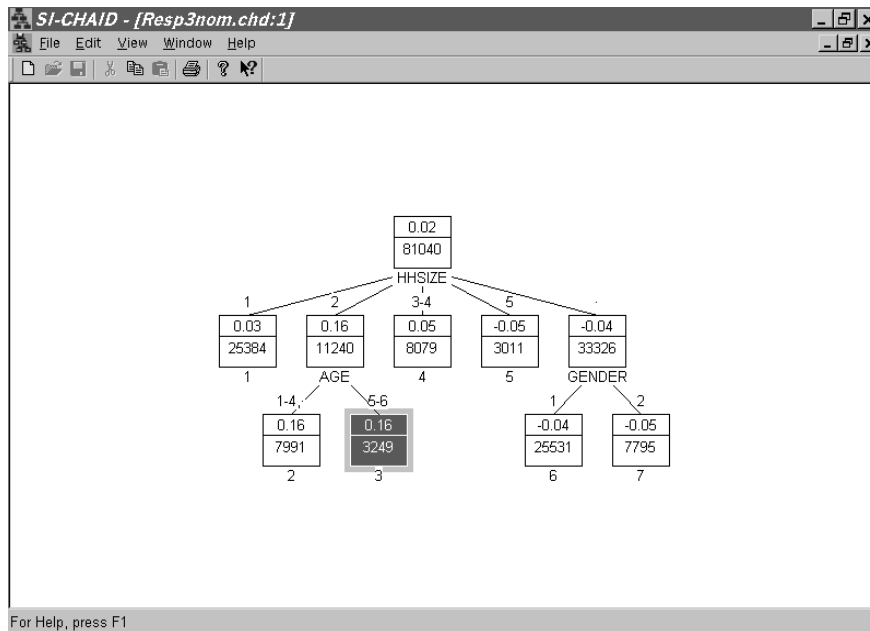 SI-CHAID - [Resp3nom.chd:1]
File Edit View Window Help
0.02
81040
HHSIZE
1 2 3-4 5 .
0.03 0.16 0.05 -0.05 -0.04
25384 11240 8079 3011 33326
1 AGE 4 5 GENDER
1-4,. 5-6 1 2
0.16 0.16 -0.04 -0.05
7991 3249 25531 7795
2 3 6 7
For Help, press F1